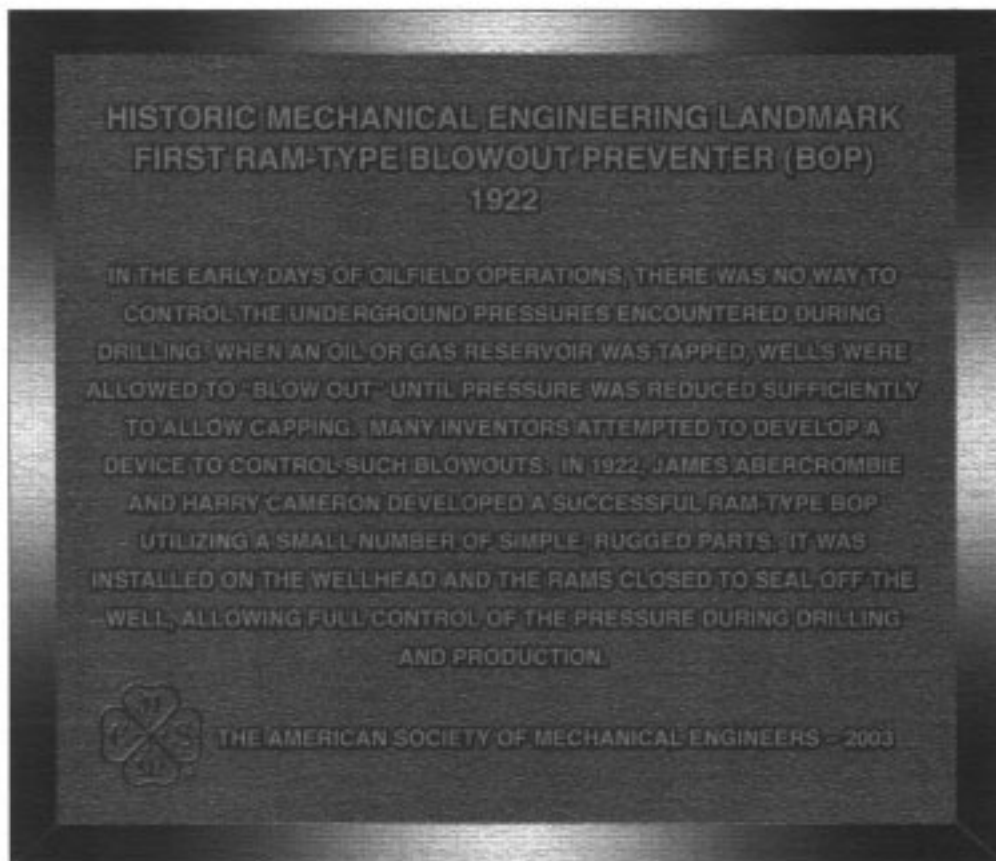 HISTORIC MECHANICAL ENGINEERING LANDMARK
FIRST RAM-TYPE BLOWOUT PREVENTER (BOP)
1922
IN THE EARLY DAYS OF OILFIELD OPERATIONS, THERE WAS NO WAY TO
CONTROL THE UNDERGROUND PRESSURES ENCOUNTERED DURING
DRILLING. WHEN AN OIL OR GAS RESERVOIR WAS TAPPED, WELLS WERE
ALLOWED TO "BLOW OUT" UNTIL PRESSURE WAS REDUCED SUFFICIENTLY
TO ALLOW CAPPING. MANY INVENTORS ATTEMPTED TO DEVELOP A
DEVICE TO CONTROL SUCH BLOWOUTS. IN 1922, JAMES ABERCROMBIE
AND HARRY CAMERON DEVELOPED A SUCCESSFUL RAM-TYPE BOP
UTILIZING A SMALL NUMBER OF SIMPLE, RUGGED PARTS. IT WAS
INSTALLED ON THE WELLHEAD AND THE RAMS CLOSED TO SEAL OFF THE
WELL, ALLOWING FULL CONTROL OF THE PRESSURE DURING DRILLING
AND PRODUCTION.
THE AMERICAN SOCIETY OF MECHANICAL ENGINEERS – 2003